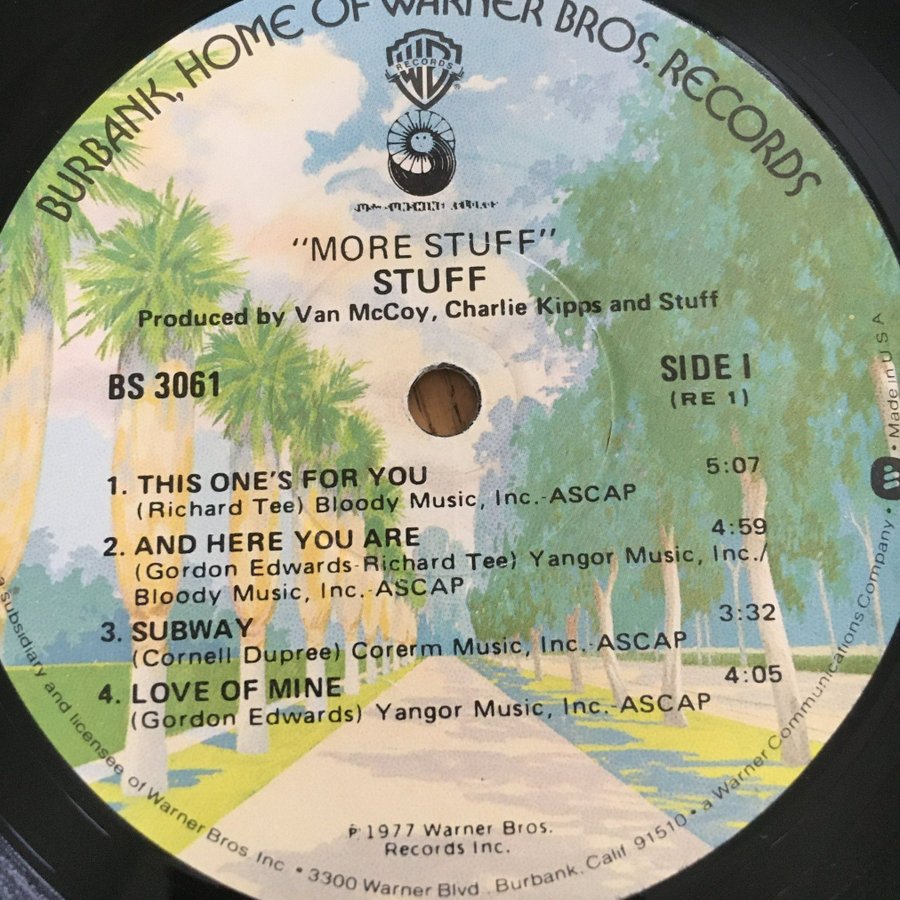 BURBANK, HOME OF WARNER BROS. RECORDS
WB
RECORDS
®
"MORE STUFF"
STUFF
Produced by Van McCoy, Charlie Kipps and Stuff
BS 3061
SIDE I
(RE 1)
1. THIS ONE'S FOR YOU 5:07
(Richard Tee) Bloody Music, Inc.-ASCAP
2. AND HERE YOU ARE 4:59
(Gordon Edwards-Richard Tee) Yangor Music, Inc./
Bloody Music, Inc.-ASCAP
3. SUBWAY 3:32
(Cornell Dupree) Corerm Music, Inc.-ASCAP
4. LOVE OF MINE 4:05
(Gordon Edwards) Yangor Music, Inc.-ASCAP
℗ 1977 Warner Bros.
Records Inc.
a subsidiary and licensee of Warner Bros. Inc. • 3300 Warner Blvd., Burbank, Calif. 91510 • a Warner Communications Company • Made in U S A